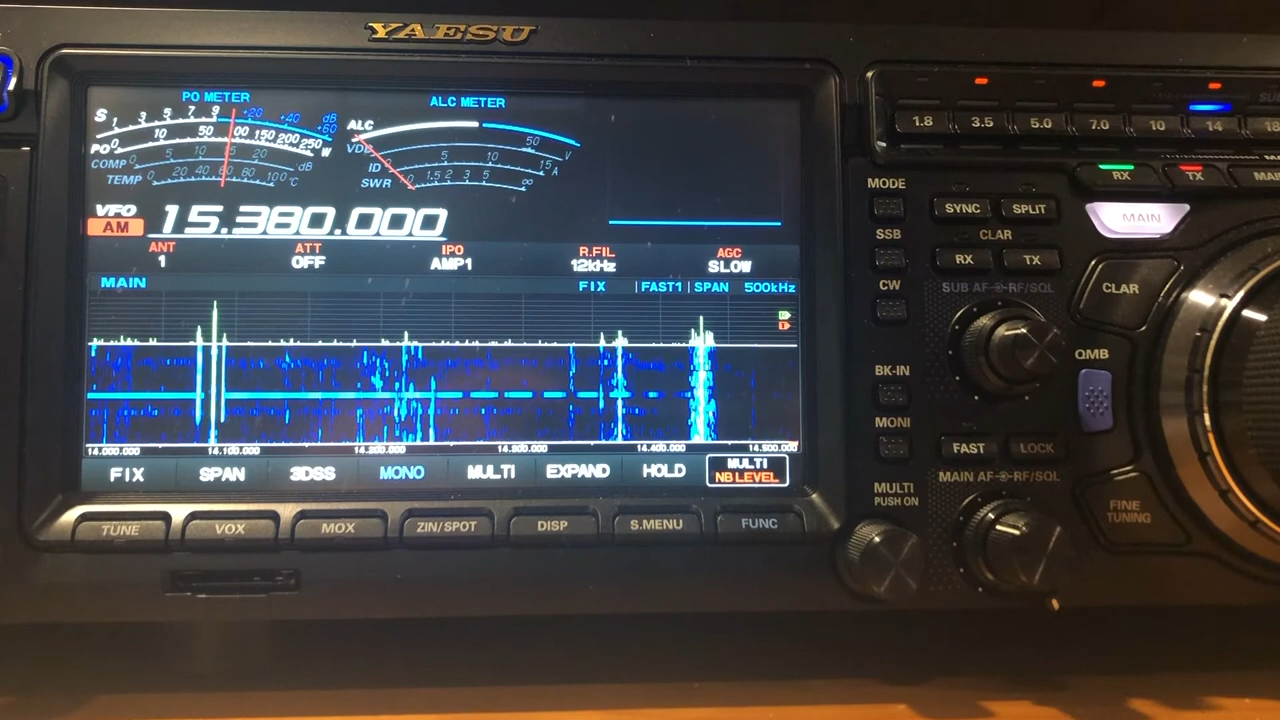 YAESU
PO METER
ALC METER
S 1 3 5 7 9 +20 +40 +60 dB
PO 0 10 50 100 150 200 250 W
COMP 0 5 10 15 20 dB
TEMP 0 20 40 60 80 100 °C
ALC
VDD 50 V
ID 0 5 10 15 A
SWR 1.0 1.5 2 3 5 ∞
VFO
AM
15.380.000
ANT ATT IPO R.FIL AGC
1 OFF AMP1 12kHz SLOW
MAIN FIX FAST1 SPAN 500kHz
14.000.000 14.100.000 14.200.000 14.300.000 14.400.000 14.500.000
FIX SPAN 3DSS MONO MULTI EXPAND HOLD MULTI
NB LEVEL
TUNE VOX MOX ZIN/SPOT DISP S.MENU FUNC
1.8 3.5 5.0 7.0 10 14 18
RX TX MAIN
MAIN
MODE
SSB
CW
BK-IN
MONI
MULTI
PUSH ON
SYNC SPLIT
CLAR
RX TX
SUB AF RF/SQL
CLAR
QMB
FAST LOCK
MAIN AF RF/SQL
FINE
TUNING